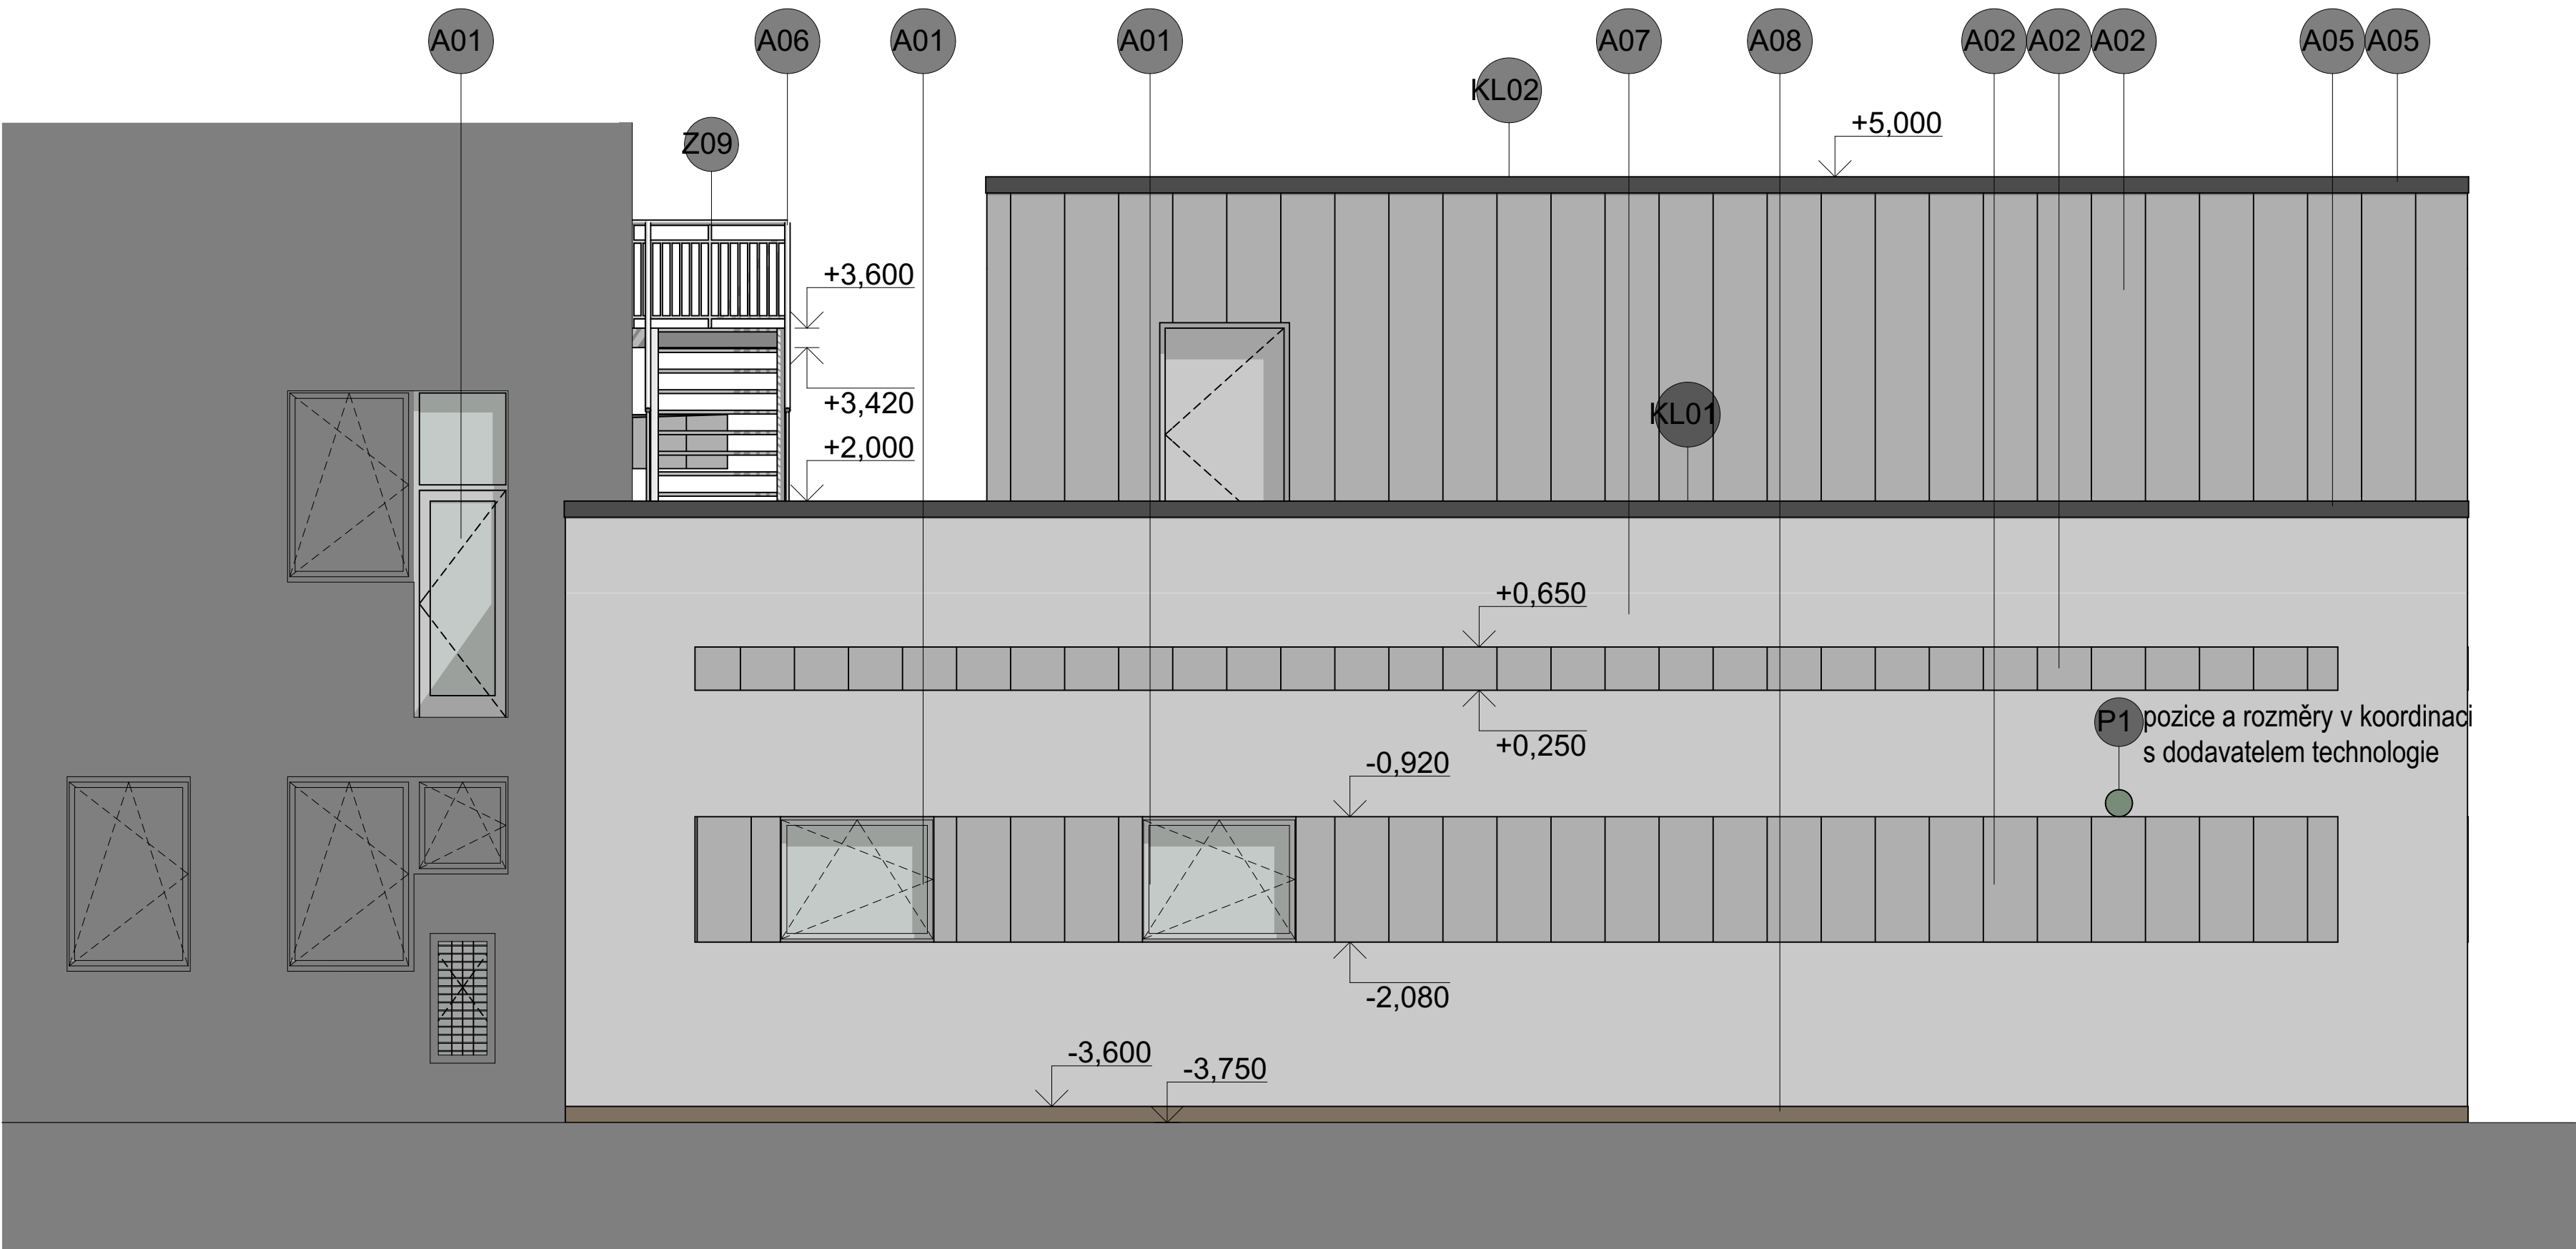 A01
A06
A01
A01
A07
A08
A02
A02
A02
A05
A05
KL02
+5,000
Z09
+3,600
+3,420
KL01
+2,000
+0,650
P1
pozice a rozměry v koordinaci
s dodavatelem technologie
+0,250
-0,920
-2,080
-3,600
-3,750